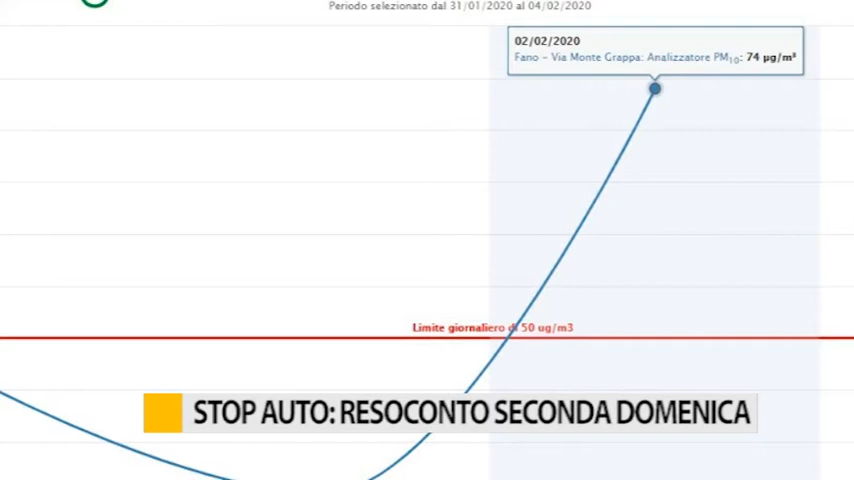 Periodo selezionato dal 31/01/2020 al 04/02/2020
02/02/2020
Fano - Via Monte Grappa: Analizzatore PM10: 74 µg/m³
Limite giornaliero di 50 ug/m3
STOP AUTO: RESOCONTO SECONDA DOMENICA